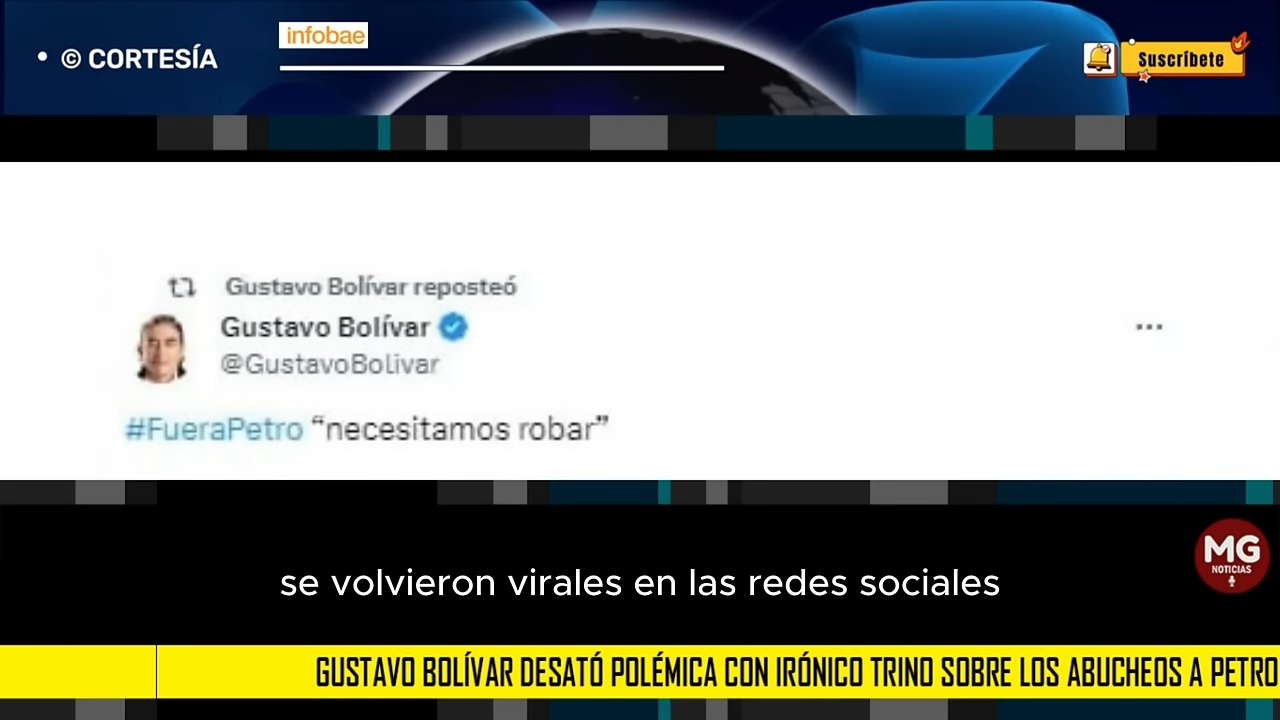 infobae
• © CORTESÍA
Suscríbete
Gustavo Bolívar reposteó
Gustavo Bolívar
@GustavoBolivar
#FueraPetro “necesitamos robar”
MG
NOTICIAS
se volvieron virales en las redes sociales
GUSTAVO BOLÍVAR DESATÓ POLÉMICA CON IRÓNICO TRINO SOBRE LOS ABUCHEOS A PETRO